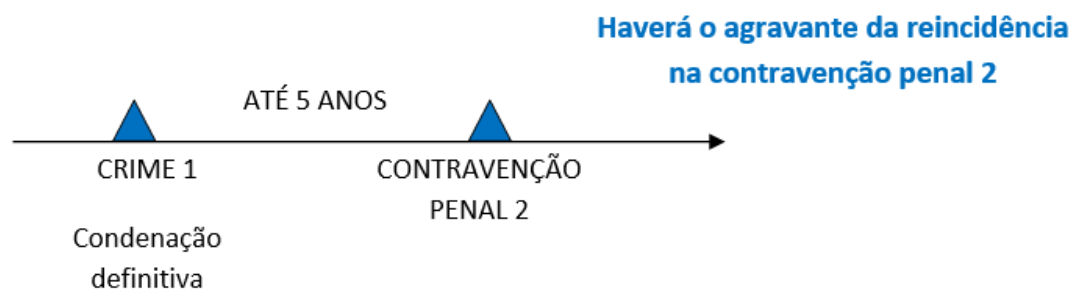 Haverá o agravante da reincidência
na contravenção penal 2
ATÉ 5 ANOS
CRIME 1
CONTRAVENÇÃO
PENAL 2
Condenação
definitiva